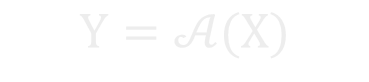 Y = 𝒜(X)